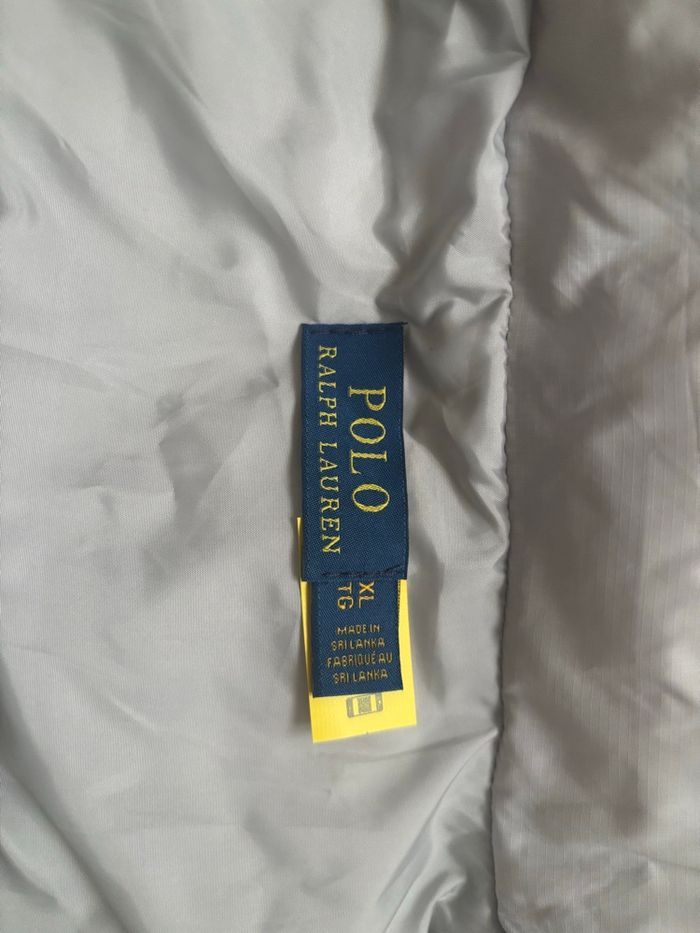 POLO
RALPH LAUREN
XL
TG
MADE IN
SRI LANKA
FABRIQUÉ AU
SRI LANKA